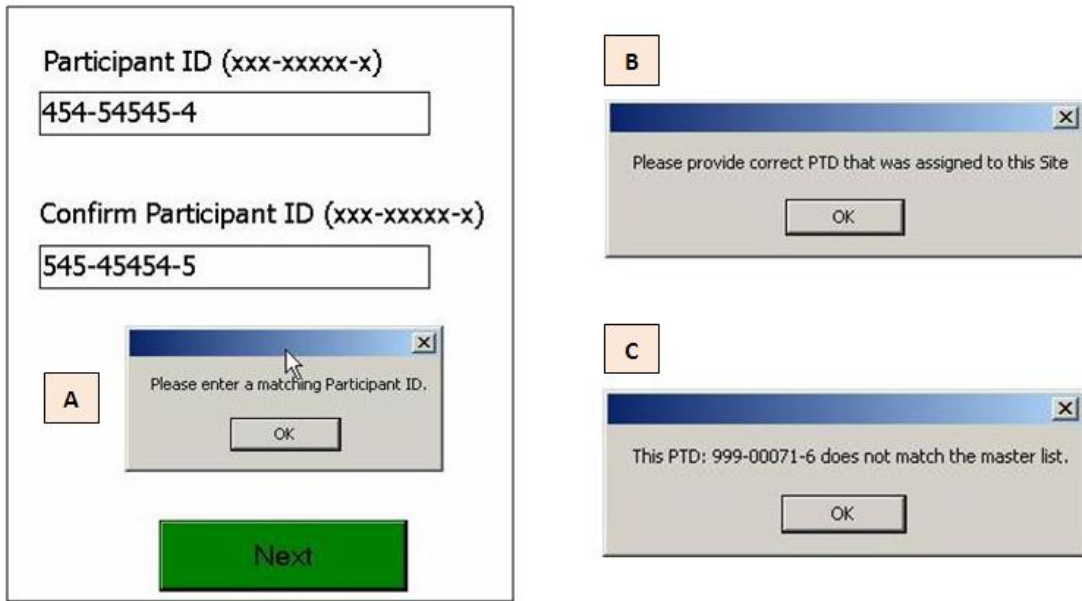 Participant ID (xxx-xxxxx-x)
454-54545-4
Confirm Participant ID (xxx-xxxxx-x)
545-45454-5
A
Please enter a matching Participant ID.
OK
Next
B
Please provide correct PTD that was assigned to this Site
OK
C
This PTD: 999-00071-6 does not match the master list.
OK